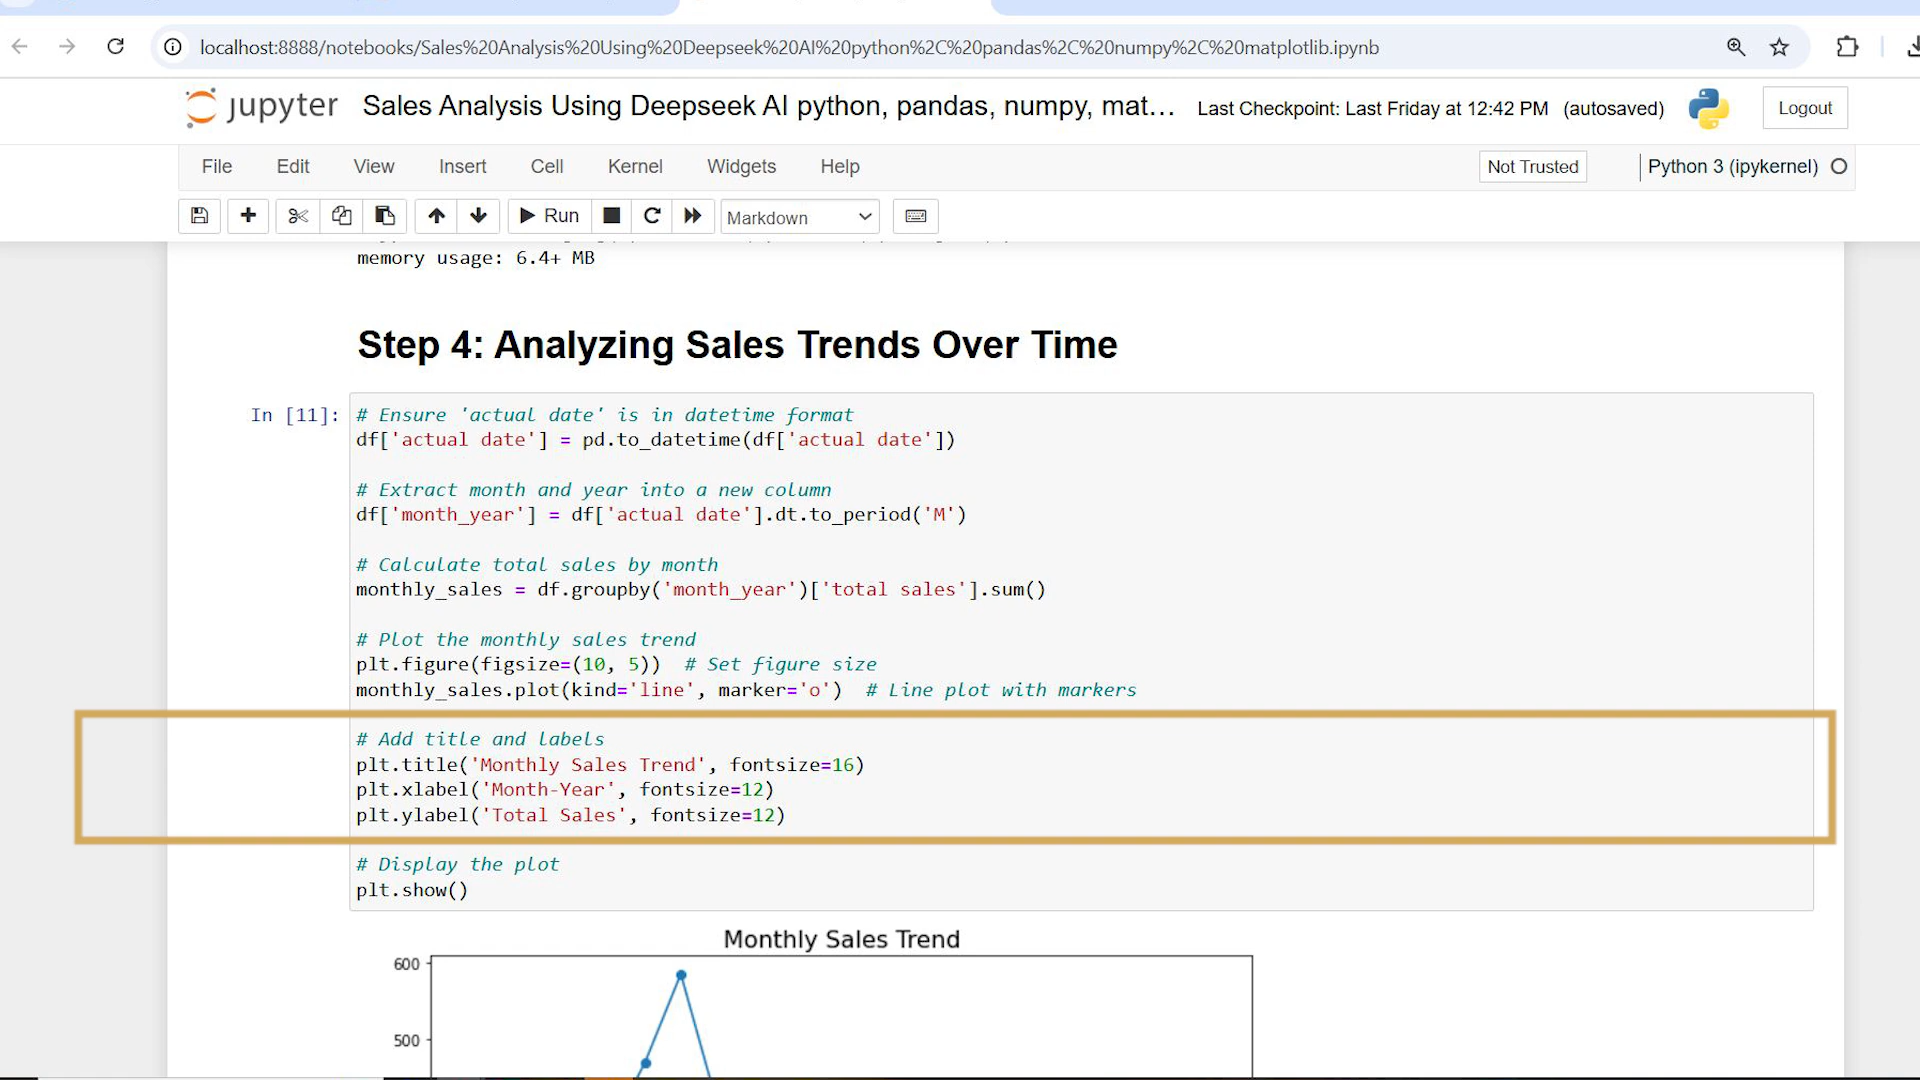 localhost:8888/notebooks/Sales%20Analysis%20Using%20Deepseek%20AI%20python%2C%20pandas%2C%20numpy%2C%20matplotlib.ipynb
jupyter Sales Analysis Using Deepseek AI python, pandas, numpy, mat... Last Checkpoint: Last Friday at 12:42 PM (autosaved) Logout
File Edit View Insert Cell Kernel Widgets Help Not Trusted Python 3 (ipykernel)
Run Markdown
memory usage: 6.4+ MB
Step 4: Analyzing Sales Trends Over Time
In [11]: # Ensure 'actual date' is in datetime format
df['actual date'] = pd.to_datetime(df['actual date'])
# Extract month and year into a new column
df['month_year'] = df['actual date'].dt.to_period('M')
# Calculate total sales by month
monthly_sales = df.groupby('month_year')['total sales'].sum()
# Plot the monthly sales trend
plt.figure(figsize=(10, 5))  # Set figure size
monthly_sales.plot(kind='line', marker='o')  # Line plot with markers
# Add title and labels
plt.title('Monthly Sales Trend', fontsize=16)
plt.xlabel('Month-Year', fontsize=12)
plt.ylabel('Total Sales', fontsize=12)
# Display the plot
plt.show()
Monthly Sales Trend
600
500